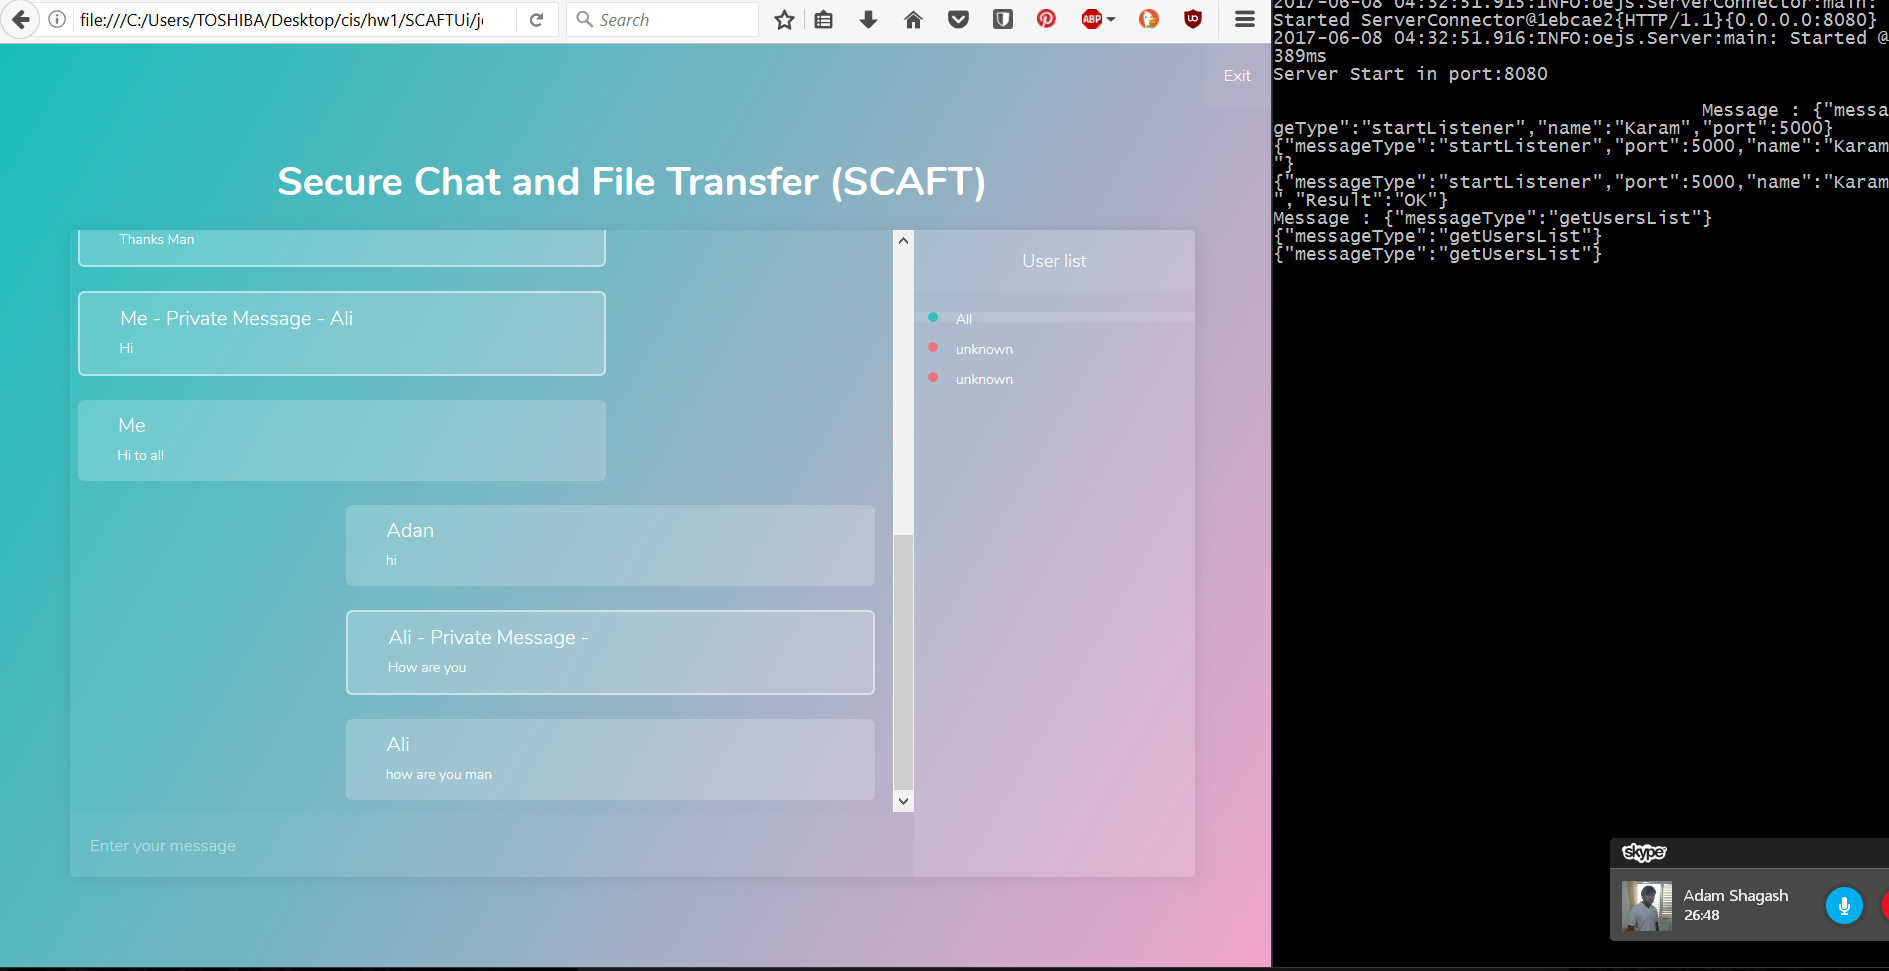 file:///C:/Users/TOSHIBA/Desktop/cis/hw1/SCAFTUi/j
Search
ABP
Exit
Secure Chat and File Transfer (SCAFT)
Thanks Man
Me - Private Message - Ali
Hi
Me
Hi to all
Adan
hi
Ali - Private Message -
How are you
Ali
how are you man
Enter your message
User list
All
unknown
unknown
2017-06-08 04:32:51.915:INFO:oejs.ServerConnector:main:
Started ServerConnector@1ebcae2{HTTP/1.1}{0.0.0.0:8080}
2017-06-08 04:32:51.916:INFO:oejs.Server:main: Started @
389ms
Server Start in port:8080
Message : {"messa
geType":"startListener","name":"Karam","port":5000}
{"messageType":"startListener","port":5000,"name":"Karam
"}
{"messageType":"startListener","port":5000,"name":"Karam
","Result":"OK"}
Message : {"messageType":"getUsersList"}
{"messageType":"getUsersList"}
{"messageType":"getUsersList"}
skype
Adam Shagash
26:48